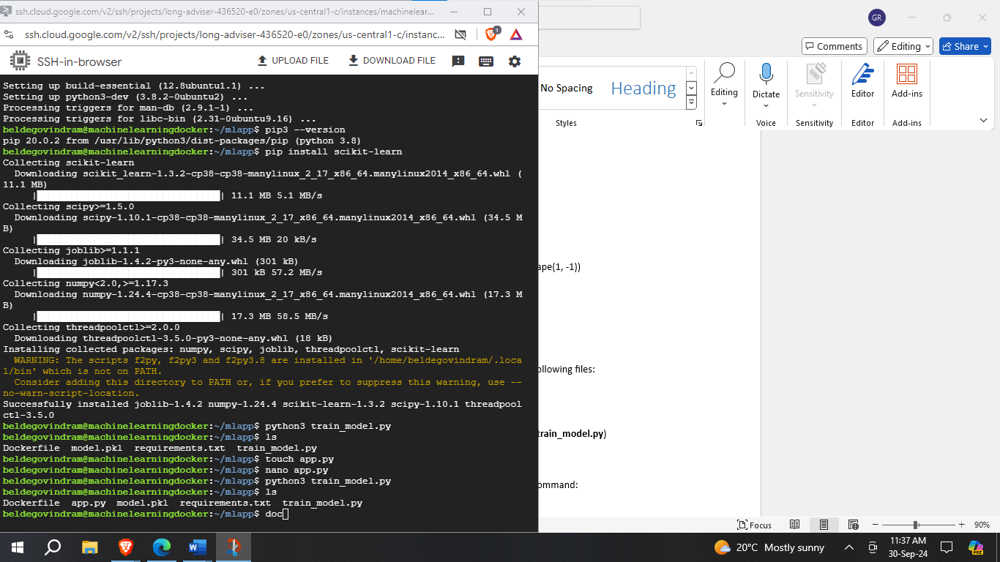 ssh.cloud.google.com/v2/ssh/projects/long-adviser-436520-e0/zones/us-central1-c/instances/machinelear...
ssh.cloud.google.com/v2/ssh/projects/long-adviser-436520-e0/zones/us-central1-c/instanc...
1
SSH-in-browser
UPLOAD FILE
DOWNLOAD FILE
Setting up build-essential (12.8ubuntu1.1) ...
Setting up python3-dev (3.8.2-0ubuntu2) ...
Processing triggers for man-db (2.9.1-1) ...
Processing triggers for libc-bin (2.31-0ubuntu9.16) ...
beldegovindram@machinelearningdocker:~/mlapp$ pip3 --version
pip 20.0.2 from /usr/lib/python3/dist-packages/pip (python 3.8)
beldegovindram@machinelearningdocker:~/mlapp$ pip install scikit-learn
Collecting scikit-learn
Downloading scikit_learn-1.3.2-cp38-cp38-manylinux_2_17_x86_64.manylinux2014_x86_64.whl (
11.1 MB)
| | 11.1 MB 5.1 MB/s
Collecting scipy>=1.5.0
Downloading scipy-1.10.1-cp38-cp38-manylinux_2_17_x86_64.manylinux2014_x86_64.whl (34.5 M
B)
| | 34.5 MB 20 kB/s
Collecting joblib>=1.1.1
Downloading joblib-1.4.2-py3-none-any.whl (301 kB)
| | 301 kB 57.2 MB/s
Collecting numpy<2.0,>=1.17.3
Downloading numpy-1.24.4-cp38-cp38-manylinux_2_17_x86_64.manylinux2014_x86_64.whl (17.3 M
B)
| | 17.3 MB 58.5 MB/s
Collecting threadpoolctl>=2.0.0
Downloading threadpoolctl-3.5.0-py3-none-any.whl (18 kB)
Installing collected packages: numpy, scipy, joblib, threadpoolctl, scikit-learn
WARNING: The scripts f2py, f2py3 and f2py3.8 are installed in '/home/beldegovindram/.loca
l/bin' which is not on PATH.
Consider adding this directory to PATH or, if you prefer to suppress this warning, use --
no-warn-script-location.
Successfully installed joblib-1.4.2 numpy-1.24.4 scikit-learn-1.3.2 scipy-1.10.1 threadpool
ctl-3.5.0
beldegovindram@machinelearningdocker:~/mlapp$ python3 train_model.py
beldegovindram@machinelearningdocker:~/mlapp$ ls
Dockerfile model.pkl requirements.txt train_model.py
beldegovindram@machinelearningdocker:~/mlapp$ touch app.py
beldegovindram@machinelearningdocker:~/mlapp$ nano app.py
beldegovindram@machinelearningdocker:~/mlapp$ python3 train_model.py
beldegovindram@machinelearningdocker:~/mlapp$ ls
Dockerfile app.py model.pkl requirements.txt train_model.py
beldegovindram@machinelearningdocker:~/mlapp$ doc
GR
Comments
Editing
Share
No Spacing
Heading
Styles
Editing
Dictate
Voice
Sensitivity
Sensitivity
Editor
Editor
Add-ins
Add-ins
ape(1, -1))
ollowing files:
train_model.py)
ommand:
Focus
90%
20°C Mostly sunny
PRE
11:37 AM
30-Sep-24